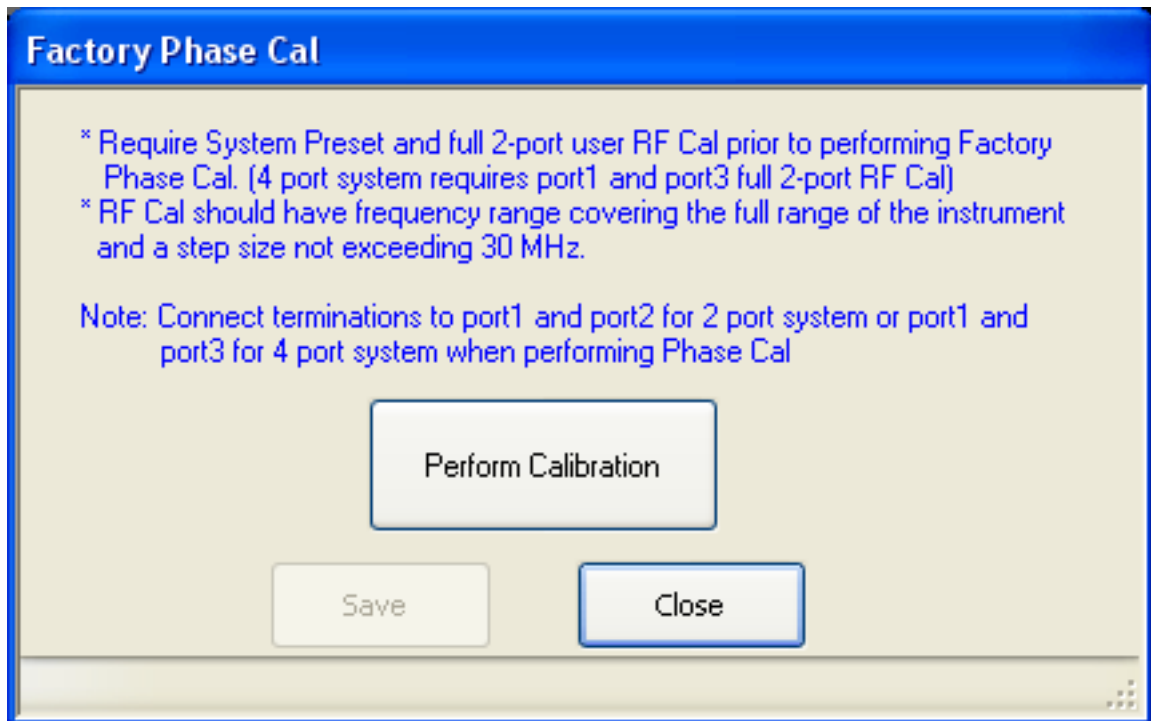 Factory Phase Cal
* Require System Preset and full 2-port user RF Cal prior to performing Factory
Phase Cal. (4 port system requires port1 and port3 full 2-port RF Cal)
* RF Cal should have frequency range covering the full range of the instrument
and a step size not exceeding 30 MHz.
Note: Connect terminations to port1 and port2 for 2 port system or port1 and
port3 for 4 port system when performing Phase Cal
Perform Calibration
Save
Close